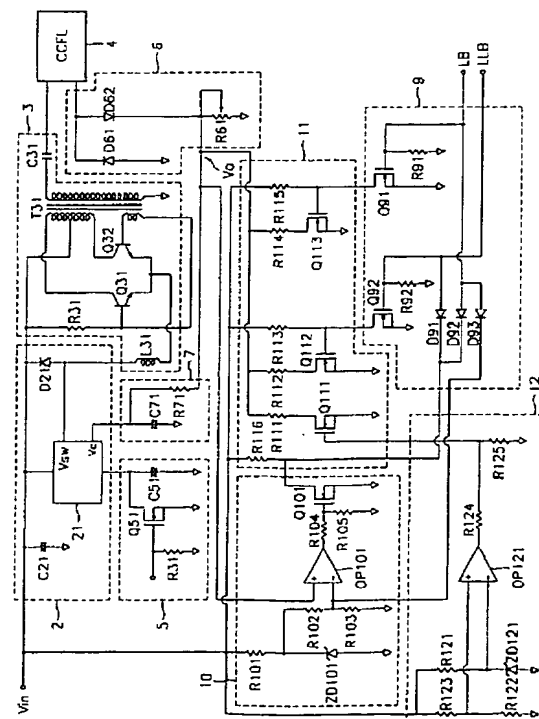 CCFL
4
6
3
C31
D62
D61
R61
T31
Q32
Q31
R31
L31
D21
Vsw
Vc
21
C21
2
Vin
Va
7
R71
C71
C51
Q51
R31
5
11
R115
R114
Q113
R113
R112
Q112
R111
Q111
R116
9
LB
LLB
R91
Q91
Q92
R92
D91
D92
D93
12
Q101
R104
R105
OP101
R102
R103
R101
ZD101
10
R125
R124
OP121
R121
R123
R122
ZD121